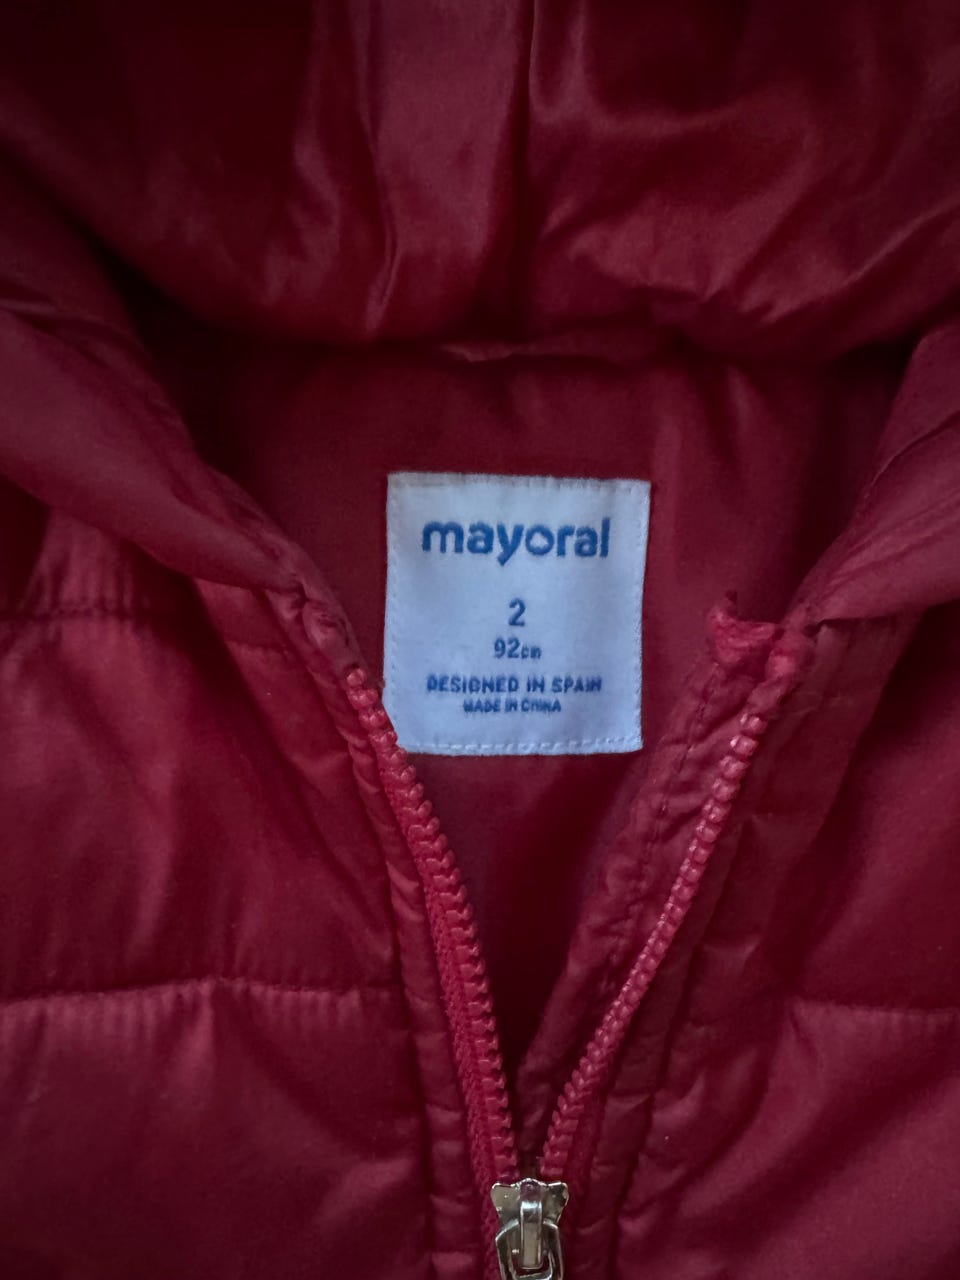 mayoral
2
92cm
DESIGNED IN SPAIN
MADE IN CHINA